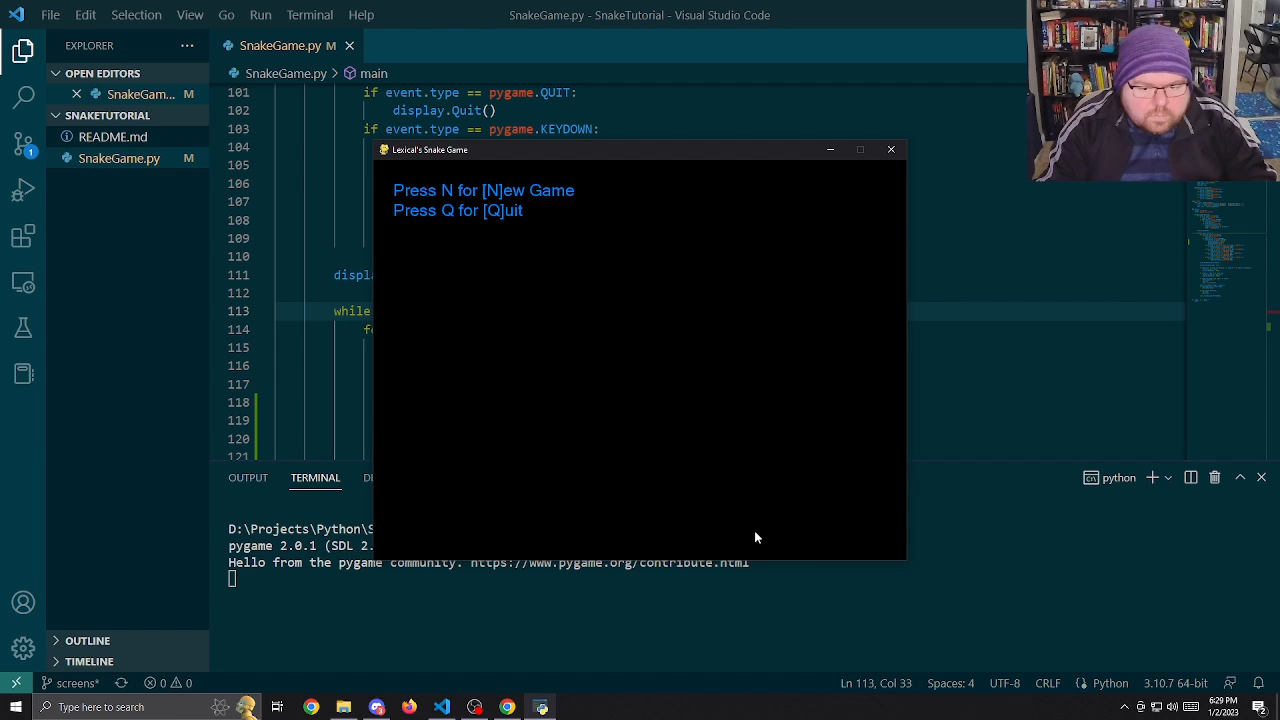 File
Edit
Selection
View
Go
Run
Terminal
Help
SnakeGame.py - SnakeTutorial - Visual Studio Code
EXPLORER
OPEN EDITORS
SnakeGam... M
SNAKETUTORIAL
README.md
SnakeGame.py M
OUTLINE
TIMELINE
SnakeGame.py M
SnakeGame.py > main
101 if event.type == pygame.QUIT:
102 display.Quit()
103 if event.type == pygame.KEYDOWN:
104
105
106
107
108
109
110
111 displa
112
113 while
114 fo
115
116
117
118
119
120
121
Lexical's Snake Game
Press N for [N]ew Game
Press Q for [Q]uit
OUTPUT
TERMINAL
DE
python
D:\Projects\Python\S
pygame 2.0.1 (SDL 2.
Hello from the pygame community. https://www.pygame.org/contribute.html
1
screens*
0
0
Ln 113, Col 33
Spaces: 4
UTF-8
CRLF
Python
3.10.7 64-bit
Type here to search
6:29 PM
1/2/2023